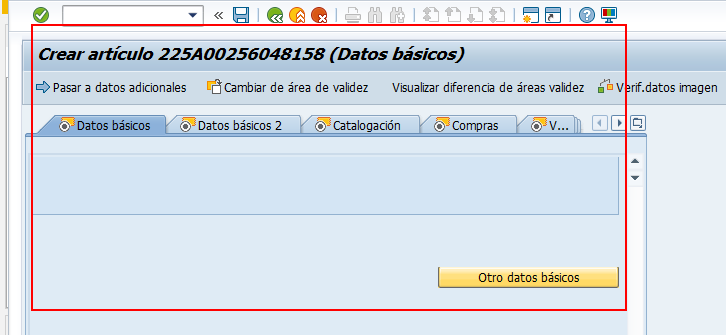 Crear artículo 225A00256048158 (Datos básicos)
Pasar a datos adicionales Cambiar de área de validez Visualizar diferencia de áreas validez Verif.datos imagen
Datos básicos Datos básicos 2 Catalogación Compras V...
Otro datos básicos